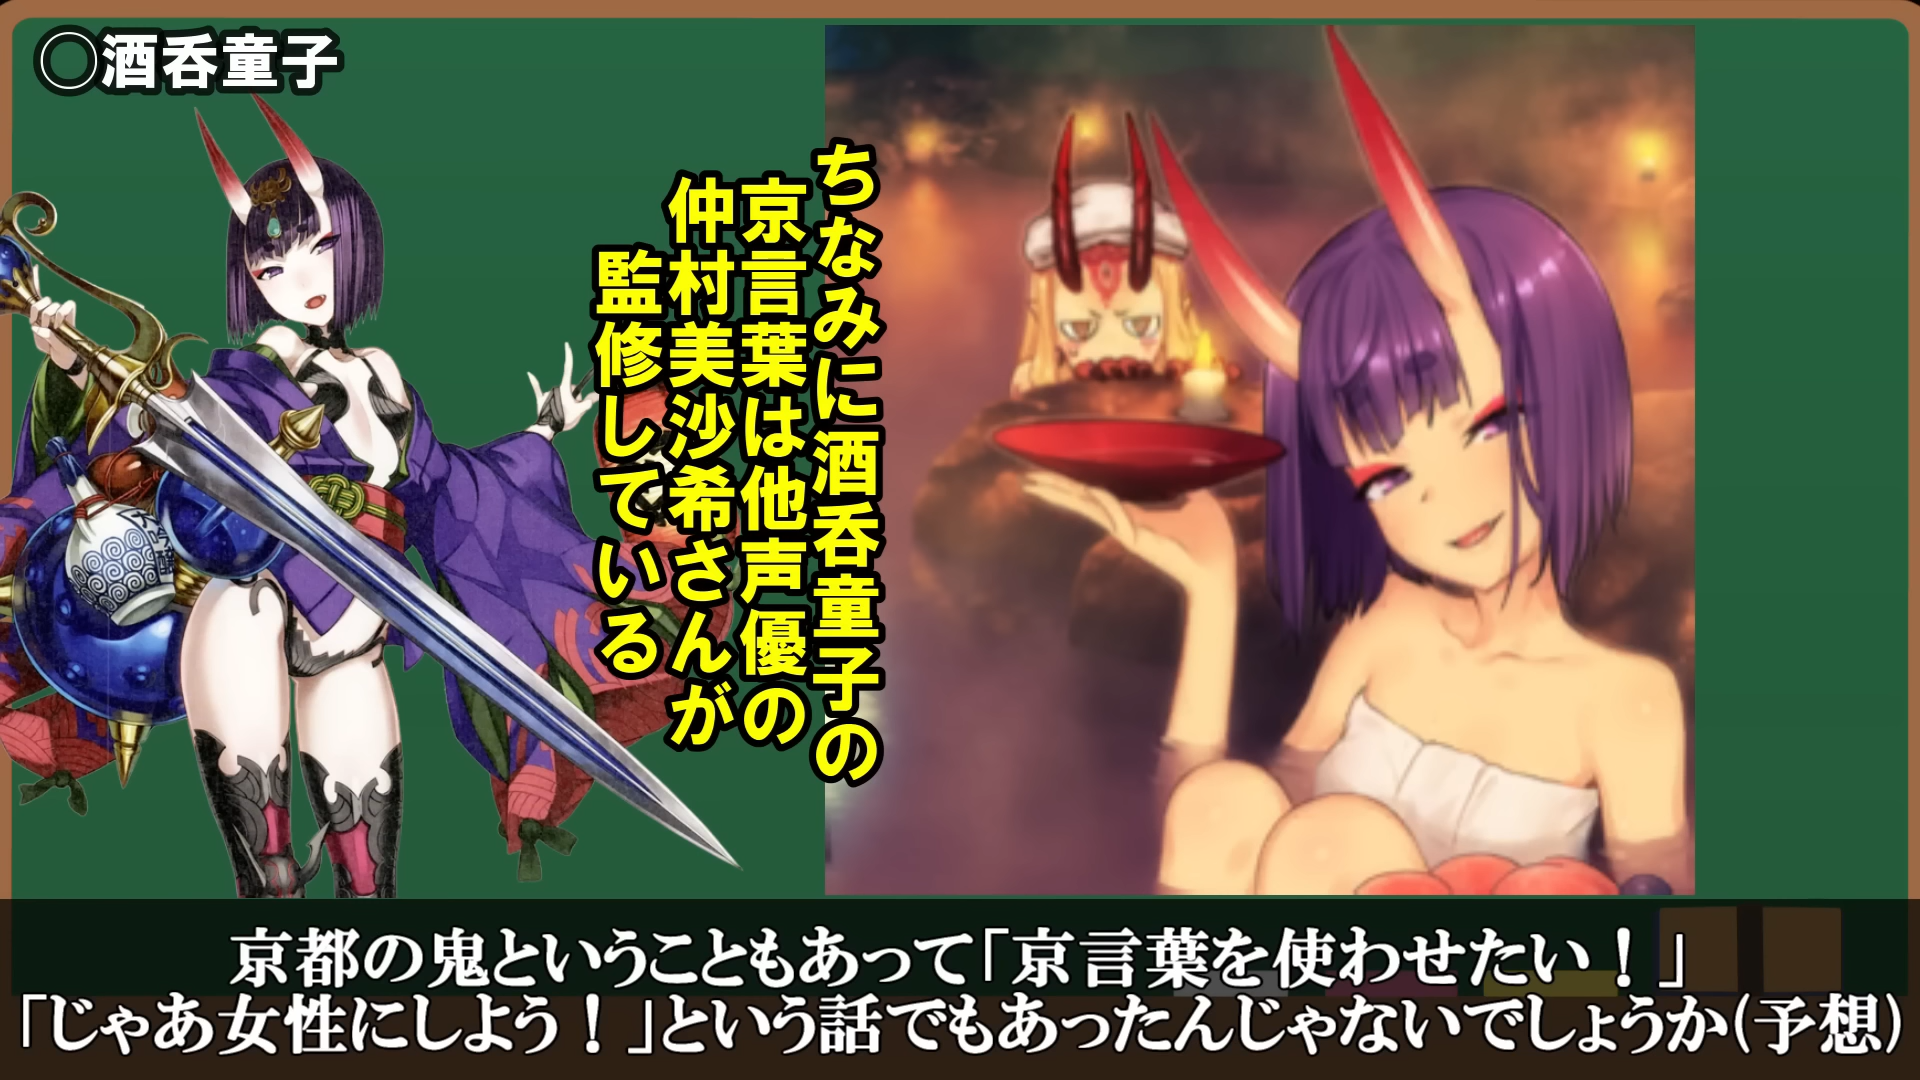 ○酒呑童子
ちなみに酒呑童子の
京言葉は他声優の
仲村美沙希さんが
監修している
京都の鬼ということもあって「京言葉を使わせたい！」
「じゃあ女性にしよう！」という話でもあったんじゃないでしょうか(予想)